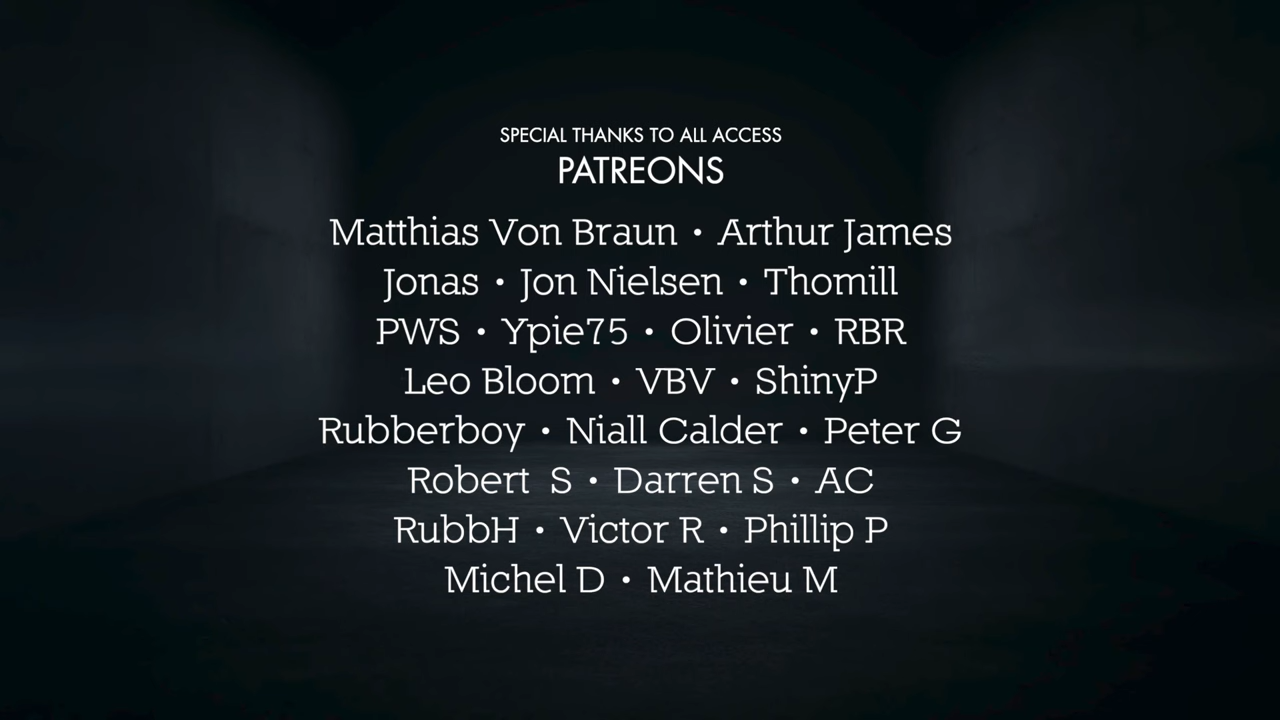 SPECIAL THANKS TO ALL ACCESS
PATREONS
Matthias Von Braun • Arthur James
Jonas • Jon Nielsen • Thomill
PWS • Ypie75 • Olivier • RBR
Leo Bloom • VBV • ShinyP
Rubberboy • Niall Calder • Peter G
Robert  S • Darren S • AC
RubbH • Victor R • Phillip P
Michel D • Mathieu M